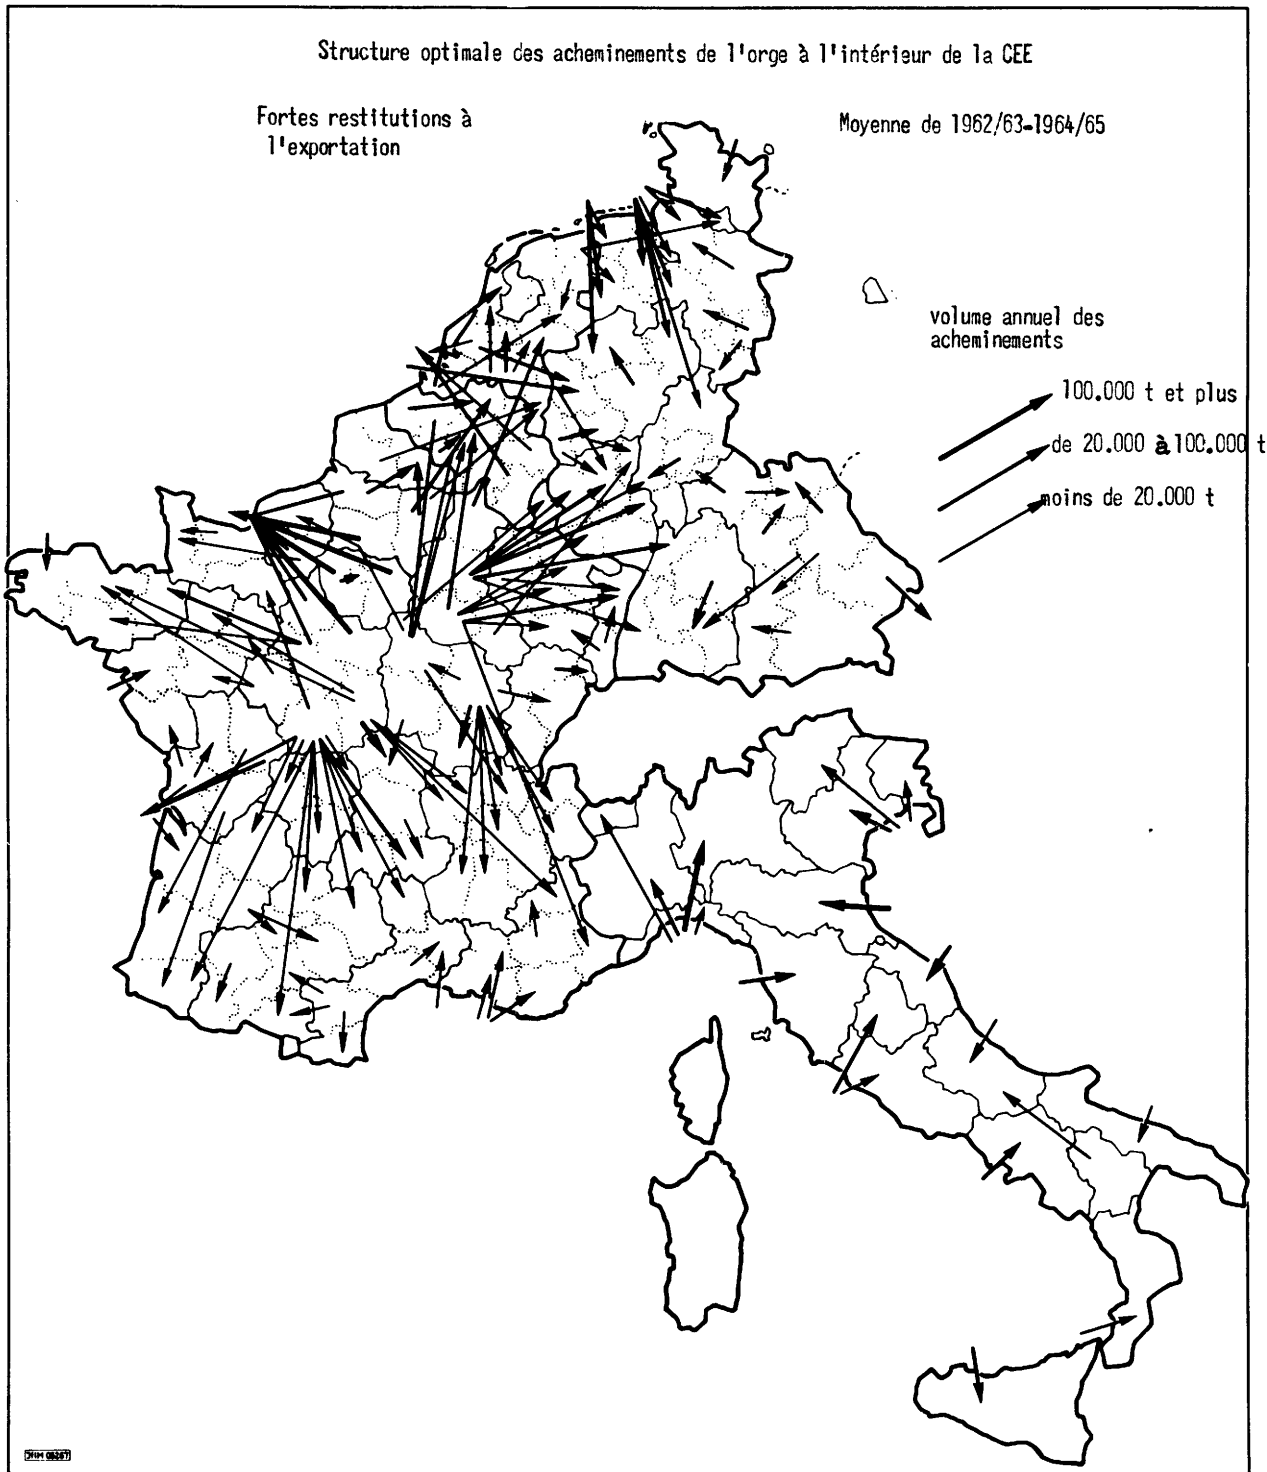 Structure optimale des acheminements de l'orge à l'intérieur de la CEE
Fortes restitutions à
l'exportation
Moyenne de 1962/63-1964/65
volume annuel des
acheminements
100.000 t et plus
de 20.000 à 100.000 t
moins de 20.000 t